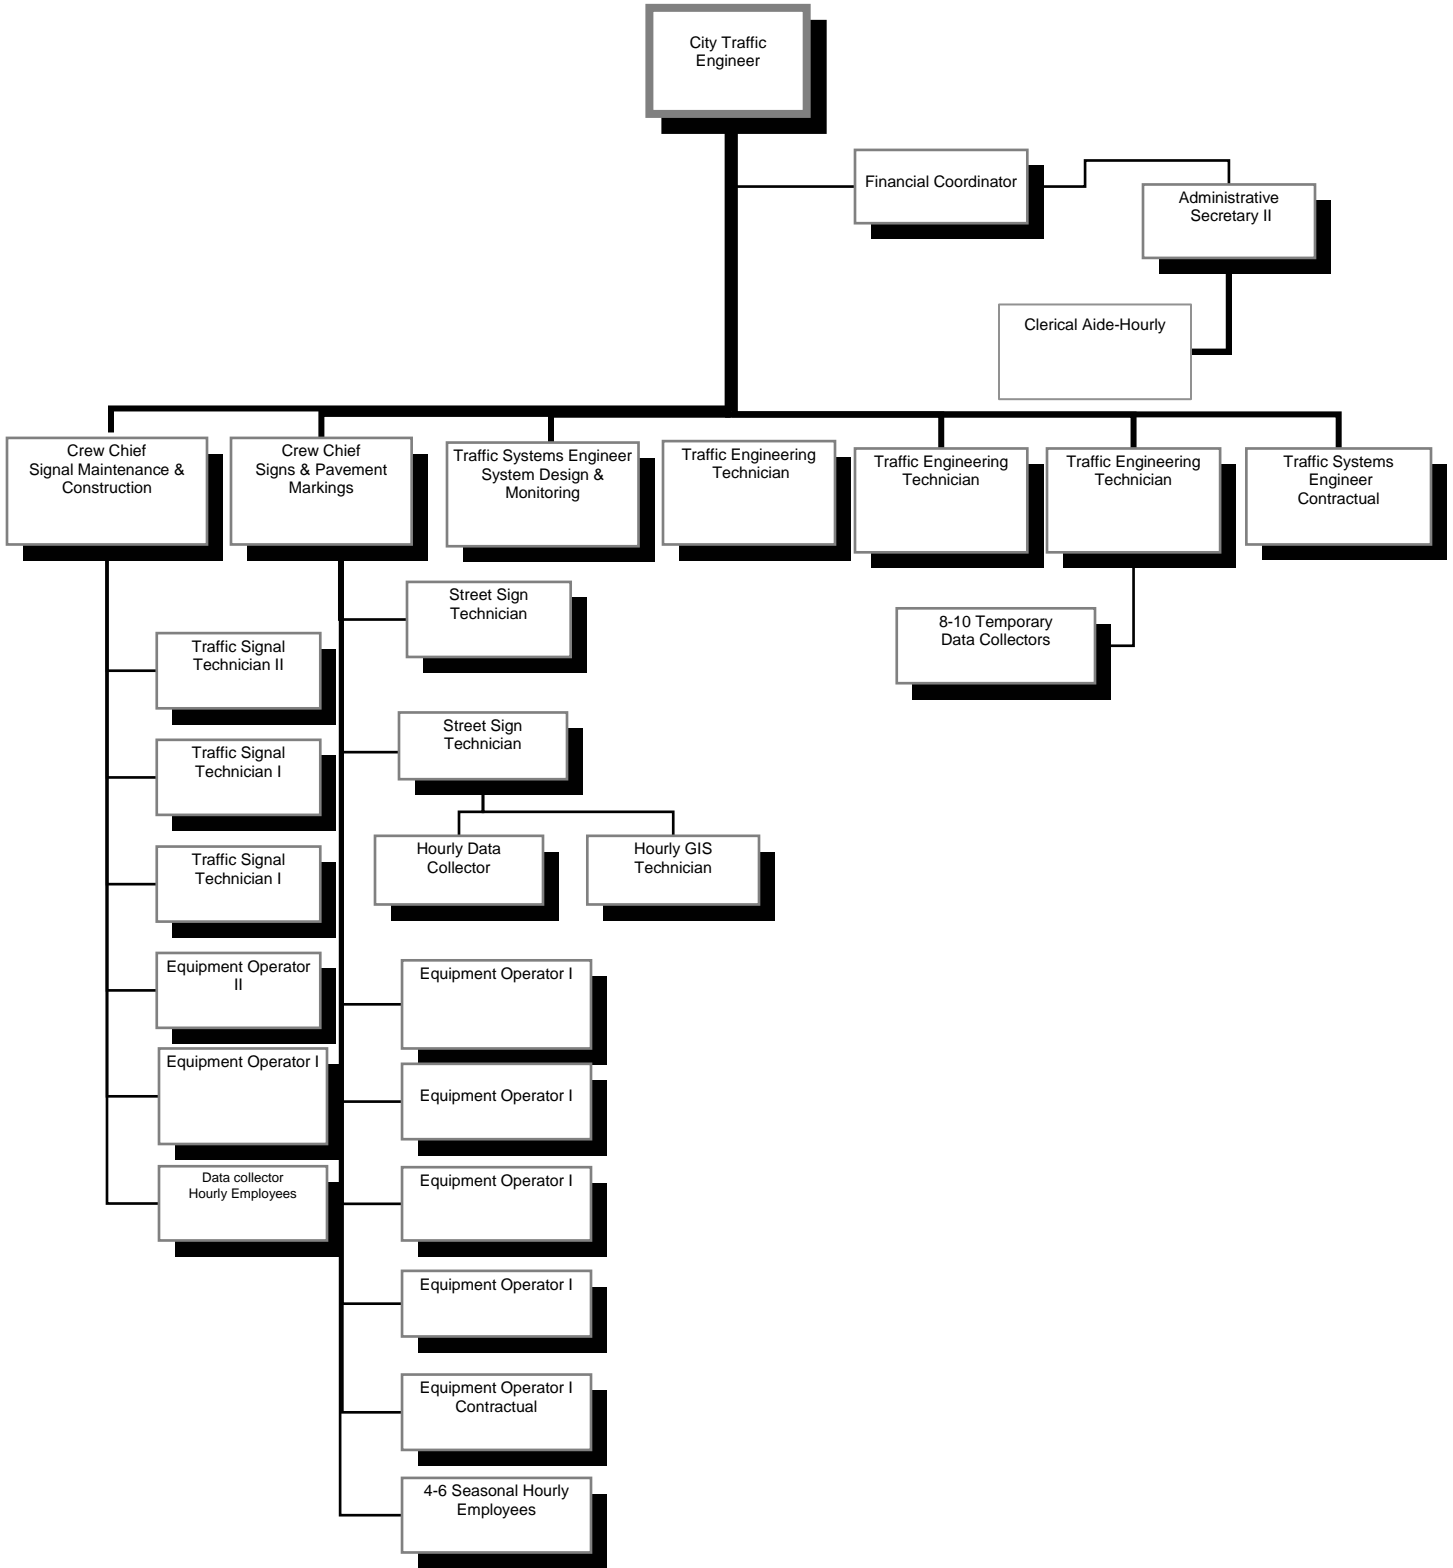 City Traffic
Engineer
Financial Coordinator
Administrative
Secretary II
Clerical Aide-Hourly
Crew Chief
Signal Maintenance &
Construction
Crew Chief
Signs & Pavement
Markings
Traffic Systems Engineer
System Design &
Monitoring
Traffic Engineering
Technician
Traffic Engineering
Technician
Traffic Engineering
Technician
Traffic Systems
Engineer
Contractual
8-10 Temporary
Data Collectors
Traffic Signal
Technician II
Traffic Signal
Technician I
Traffic Signal
Technician I
Equipment Operator
II
Equipment Operator I
Data collector
Hourly Employees
Street Sign
Technician
Street Sign
Technician
Hourly Data
Collector
Hourly GIS
Technician
Equipment Operator I
Equipment Operator I
Equipment Operator I
Equipment Operator I
Equipment Operator I
Contractual
4-6 Seasonal Hourly
Employees